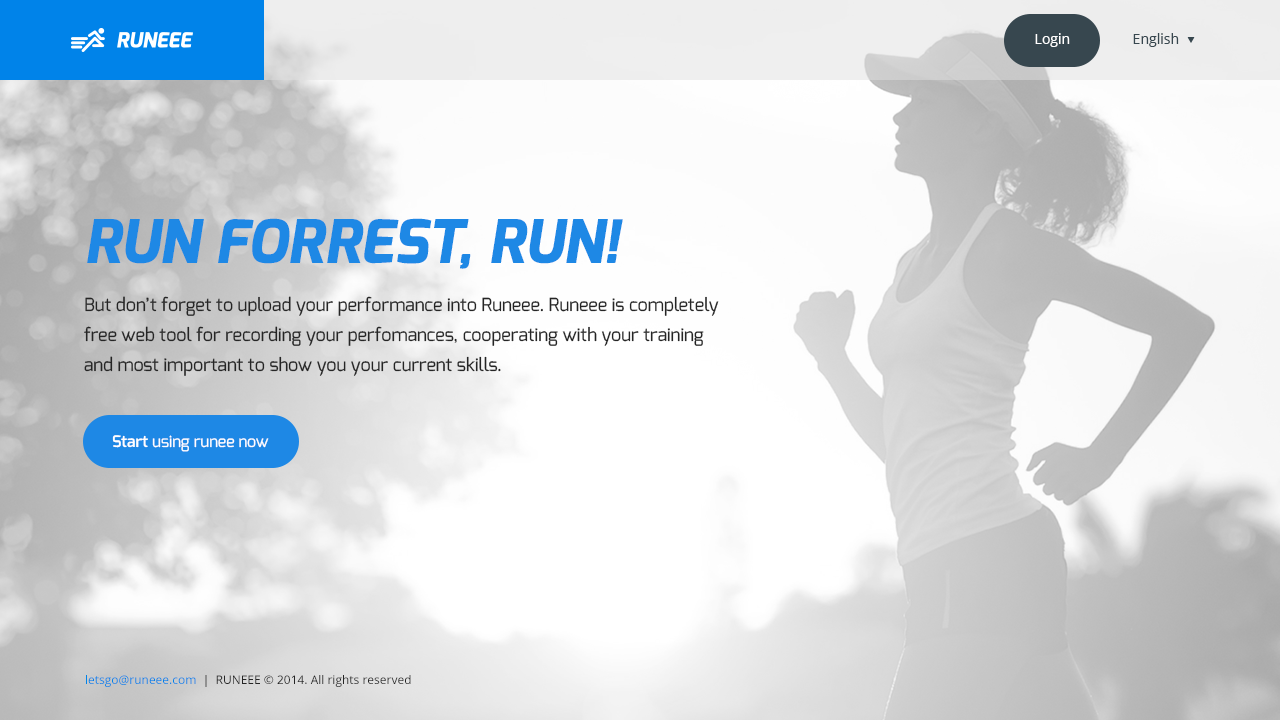 RUNEEE
Login
English
RUN FORREST, RUN!
But don't forget to upload your performance into Runeee. Runeee is completely
free web tool for recording your perfomances, cooperating with your training
and most important to show you your current skills.
Start using runee now
letsgo@runeee.com | RUNEEE © 2014. All rights reserved